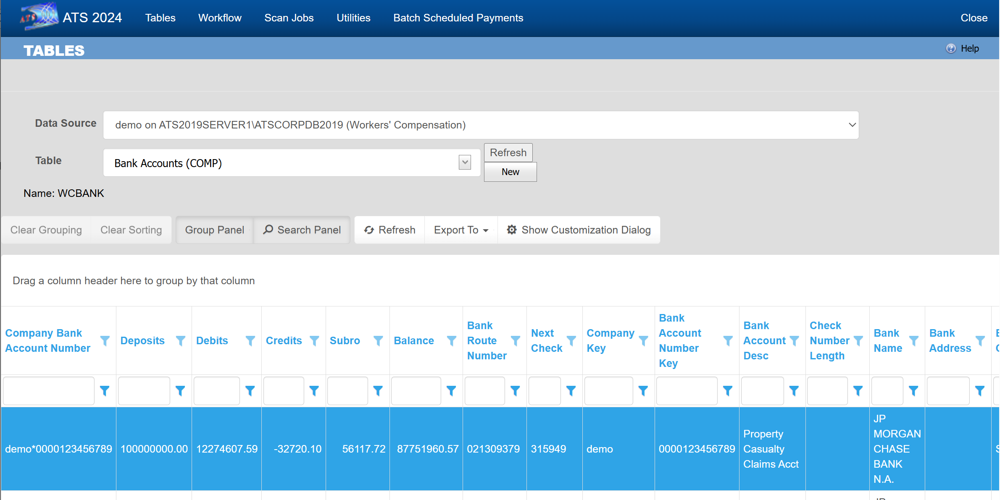 ATS
ATS 2024
Tables
Workflow
Scan Jobs
Utilities
Batch Scheduled Payments
Close
TABLES
Help
Data Source
demo on ATS2019SERVER1\ATSCORPDB2019 (Workers' Compensation)
Table
Bank Accounts (COMP)
Refresh
New
Name: WCBANK
Clear Grouping
Clear Sorting
Group Panel
Search Panel
Refresh
Export To
Show Customization Dialog
Drag a column header here to group by that column
Company Bank
Account Number
Deposits
Debits
Credits
Subro
Balance
Bank
Route
Number
Next
Check
Company
Key
Bank
Account
Number
Key
Bank
Account
Desc
Check
Number
Length
Bank
Name
Bank
Address
demo*0000123456789
100000000.00
12274607.59
-32720.10
56117.72
87751960.57
021309379
315949
demo
0000123456789
Property
Casualty
Claims Acct
JP
MORGAN
CHASE
BANK
N.A.